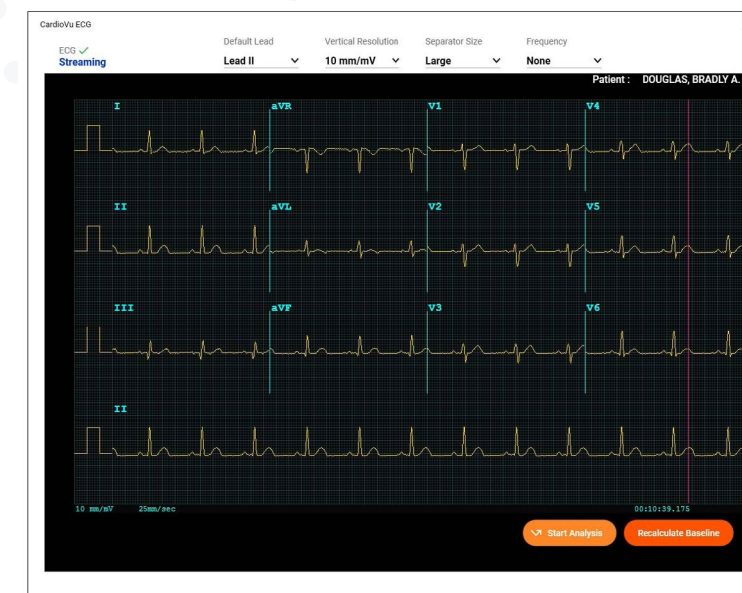 CardioVu ECG
ECG
Streaming
Default Lead
Lead II
Vertical Resolution
10 mm/mV
Separator Size
Large
Frequency
None
Patient : DOUGLAS, BRADLY A.
I aVR V1 V4
II aVL V2 V5
III aVF V3 V6
II
10 mm/mV 25mm/sec 00:10:39.175
Start Analysis
Recalculate Baseline